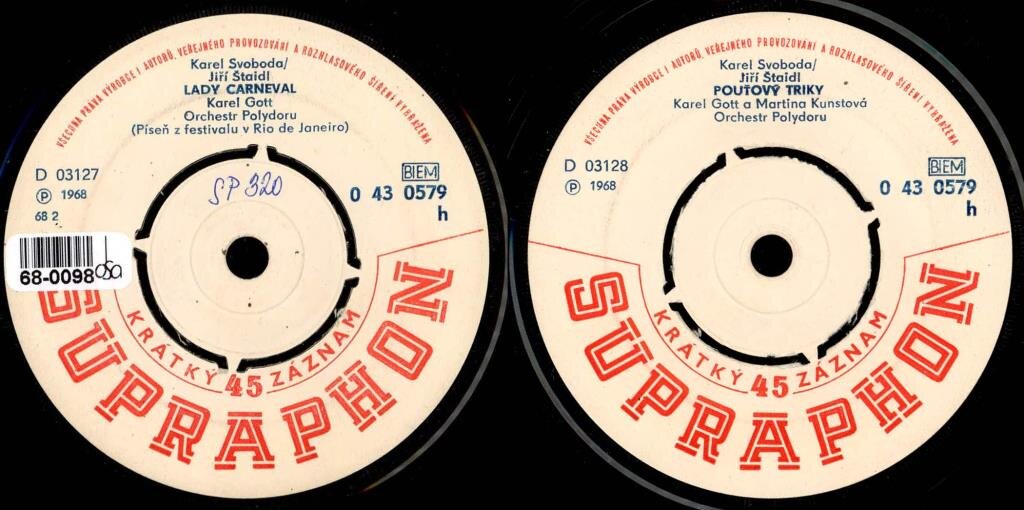 VŠECHNA PRÁVA VÝROBCE I AUTORŮ, VEŘEJNÉHO PROVOZOVÁNÍ A ROZHLASOVÉHO ŠÍŘENÍ VYHRAŽENA
Karel Svoboda/
Jiří Štaidl
LADY CARNEVAL
Karel Gott
Orchestr Polydoru
(Píseň z festivalu v Rio de Janeiro)
D 03127
Ⓟ 1968
68 2
SP 320
BIEM
0 43 0579
h
68-0098
KRÁTKÝ 45 ZÁZNAM
SUPRAPHON
VŠECHNA PRÁVA VÝROBCE I AUTORŮ, VEŘEJNÉHO PROVOZOVÁNÍ A ROZHLASOVÉHO ŠÍŘENÍ VYHRAŽENA
Karel Svoboda/
Jiří Štaidl
POUŤOVÝ TRIKY
Karel Gott a Martina Kunstová
Orchestr Polydoru
D 03128
Ⓟ 1968
BIEM
0 43 0579
h
KRÁTKÝ 45 ZÁZNAM
SUPRAPHON